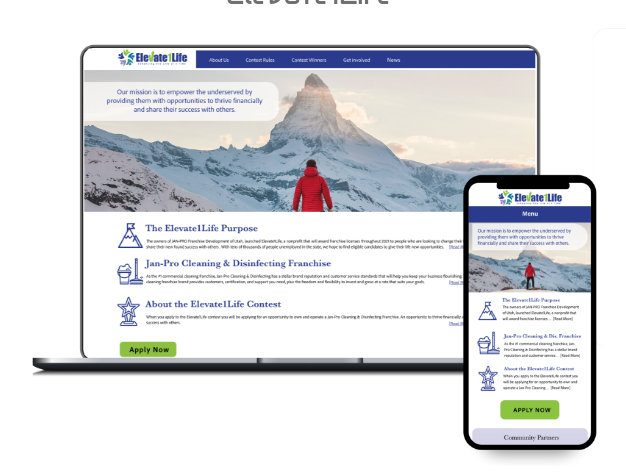 Elevate1Life
Elevate1Life
About Us Contest Rules Contest Winners Get involved News
Our mission is to empower the underserved by
providing them with opportunities to thrive financially
and share their success with others.
The Elevate1Life Purpose
The owners of JAN-PRO Franchise Development of Utah, launched Elevate1Life, a nonprofit that will award franchise licenses throughout 2021 to people who are looking to change their
share their new found success with others. With tens of thousands of people unemployed in the state, we hope to find eligible candidates to give their life new opportunities.
Jan-Pro Cleaning & Disinfecting Franchise
As the #1 commercial cleaning franchise, Jan-Pro Cleaning & Disinfecting has a stellar brand reputation and customer service standards that will help you keep your business flourishing.
cleaning franchise brand provides customers, certification, and support you need, plus the freedom and flexibility to invest and grow at a rate that suits your goals.
About the Elevate1Life Contest
When you apply to the Elevate1Life contest you will be applying for an opportunity to own and operate a Jan-Pro Cleaning & Disinfecting Franchise. An opportunity to thrive financially
success with others.
Apply Now
Elevate1Life
Menu
Our mission is to empower the underserved by
providing them with opportunities to thrive
financially and share their success with others.
The Elevate1Life Purpose
The owners of JAN-PRO Franchise Development
of Utah, launched Elevate1Life, a nonprofit that
will award franchise licenses ... [Read More]
Jan-Pro Cleaning & Dis. Franchise
As the #1 commercial cleaning franchise, Jan-
Pro Cleaning & Disinfecting has a stellar brand
reputation and customer service... [Read More]
About the Elevate1Life Contest
When you apply to the Elevate1Life contest you
will be applying for an opportunity to own and
operate a Jan-Pro Cleaning... [Read More]
APPLY NOW
Community Partners